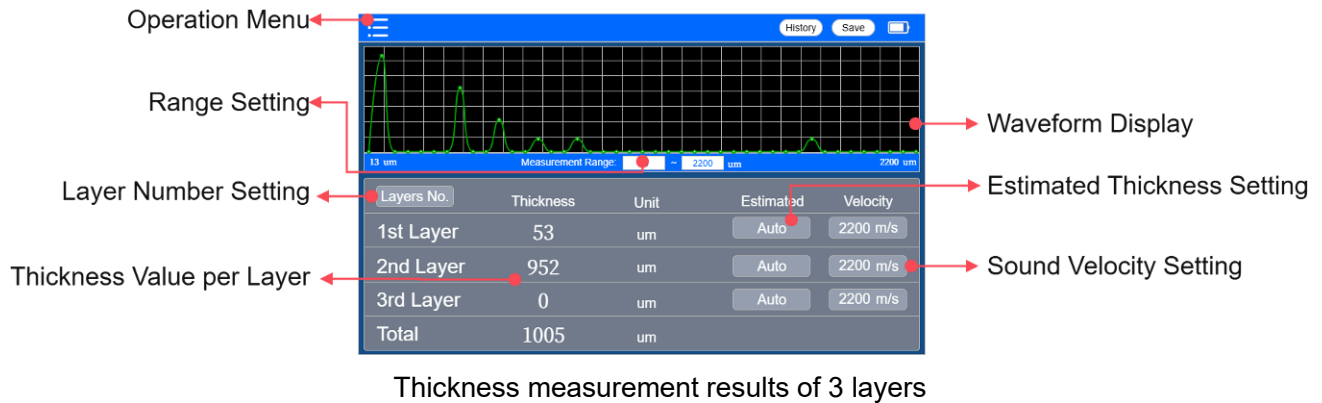 Operation Menu
History
Save
Range Setting
Waveform Display
13 um
Measurement Range:
~
2200
um
2200 um
Layer Number Setting
Estimated Thickness Setting
Layers No.
Thickness
Unit
Estimated
Velocity
1st Layer
53
um
Auto
2200 m/s
Thickness Value per Layer
2nd Layer
952
um
Auto
2200 m/s
Sound Velocity Setting
3rd Layer
0
um
Auto
2200 m/s
Total
1005
um
Thickness measurement results of 3 layers